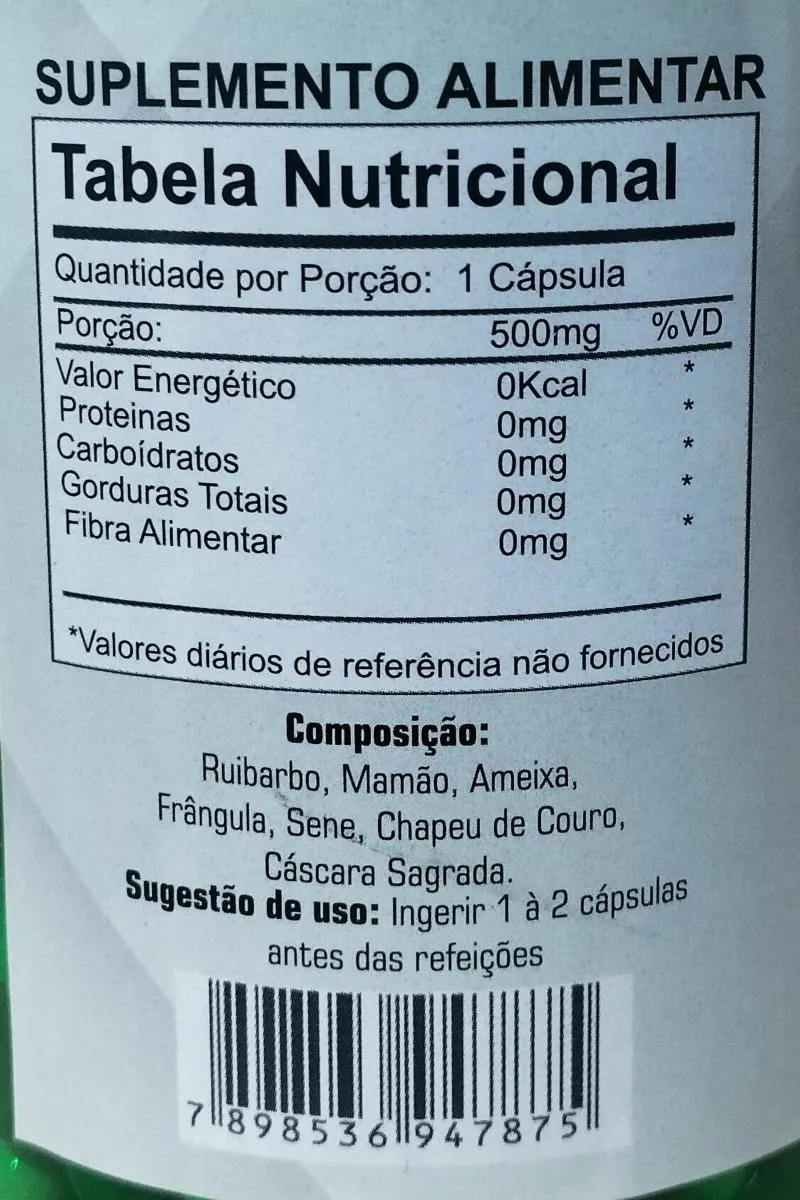 SUPLEMENTO ALIMENTAR
Tabela Nutricional
Quantidade por Porção: 1 Cápsula
Porção: 500mg %VD
Valor Energético 0Kcal *
Proteinas 0mg *
Carboídratos 0mg *
Gorduras Totais 0mg *
Fibra Alimentar 0mg *
*Valores diários de referência não fornecidos
Composição:
Ruibarbo, Mamão, Ameixa,
Frângula, Sene, Chapeu de Couro,
Cáscara Sagrada.
Sugestão de uso: Ingerir 1 à 2 cápsulas
antes das refeições
7 898536 947875